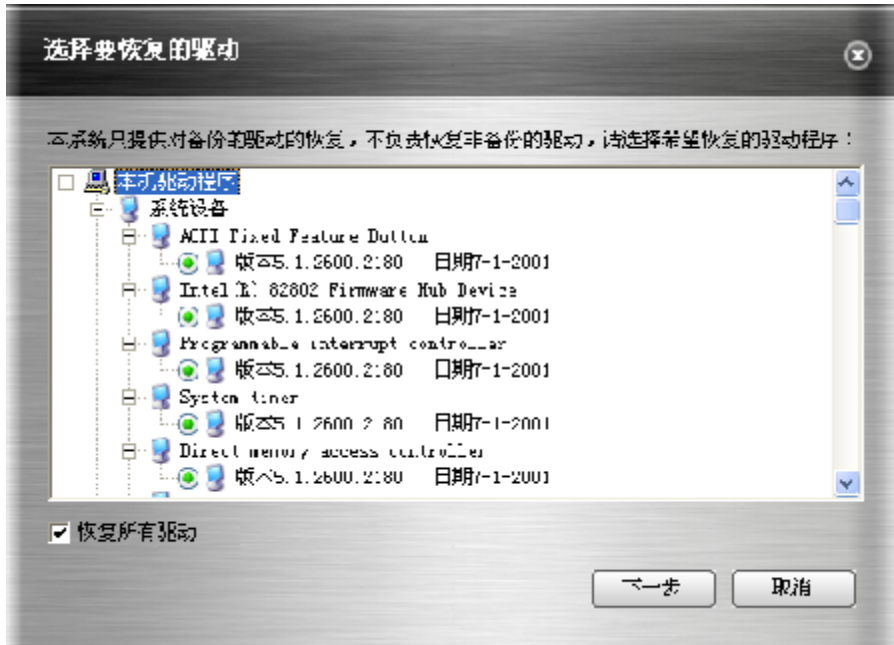 选择要恢复的驱动
本系统只提供对备份的驱动的恢复，不负责恢复非备份的驱动，请选择希望恢复的驱动程序：
本机驱动程序
系统设备
ACPI Fixed Feature Button
版本5.1.2600.2180 日期7-1-2001
Intel(R) 82802 Firmware Hub Device
版本5.1.2600.2180 日期7-1-2001
Programmable interrupt controller
版本5.1.2600.2180 日期7-1-2001
System timer
版本5.1.2600.2180 日期7-1-2001
Direct memory access controller
版本5.1.2600.2180 日期7-1-2001
恢复所有驱动
下一步 取消